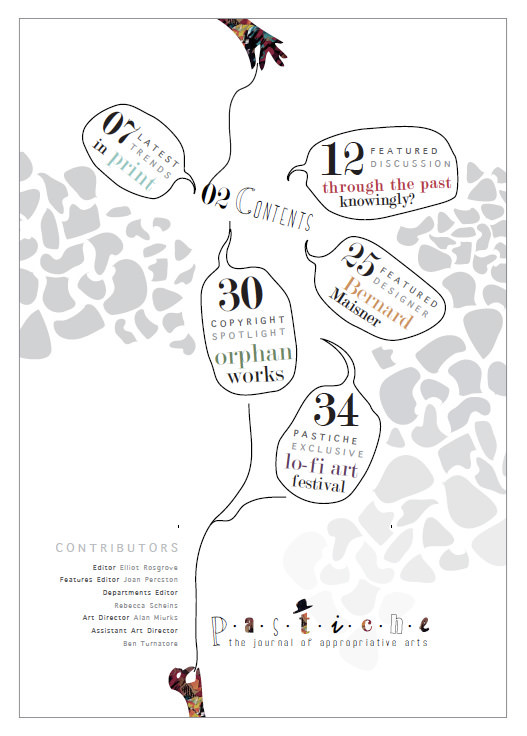 07 LATEST
TRENDS
in print
02 CONTENTS
12 FEATURED
DISCUSSION
through the past
knowingly?
25 FEATURED
DESIGNER
Bernard
Maisner
30
COPYRIGHT
SPOTLIGHT
orphan
works
34
PASTICHE
EXCLUSIVE
lo-fi art
festival
CONTRIBUTORS
Editor Elliot Rosgrove
Features Editor Joan Percston
Departments Editor
Rebecca Scheins
Art Director Alan Miurks
Assistant Art Director
Ben Turnatore
p·a·s·t·i·c·h·e
the journal of appropriative arts